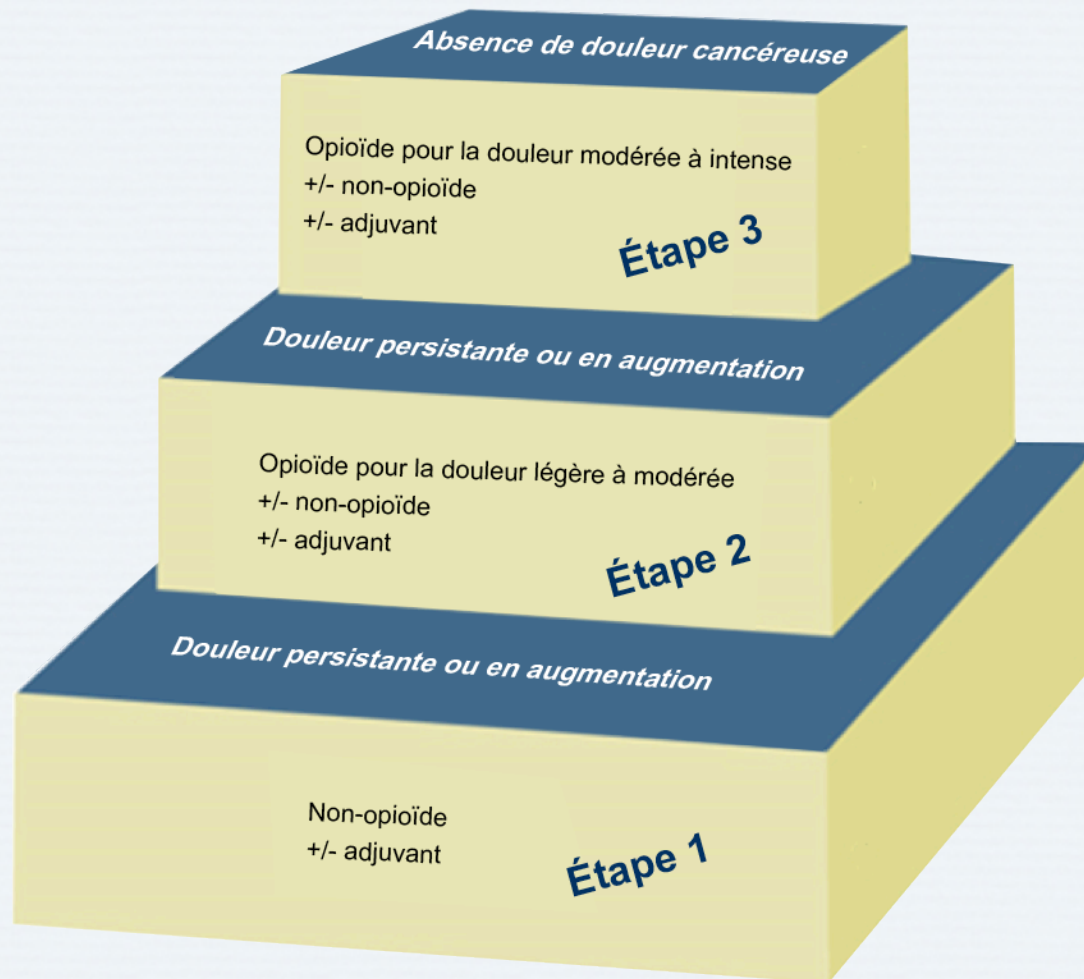 Absence de douleur cancéreuse
Opioïde pour la douleur modérée à intense
+/- non-opioïde
+/- adjuvant
Étape 3
Douleur persistante ou en augmentation
Opioïde pour la douleur légère à modérée
+/- non-opioïde
+/- adjuvant
Étape 2
Douleur persistante ou en augmentation
Non-opioïde
+/- adjuvant
Étape 1